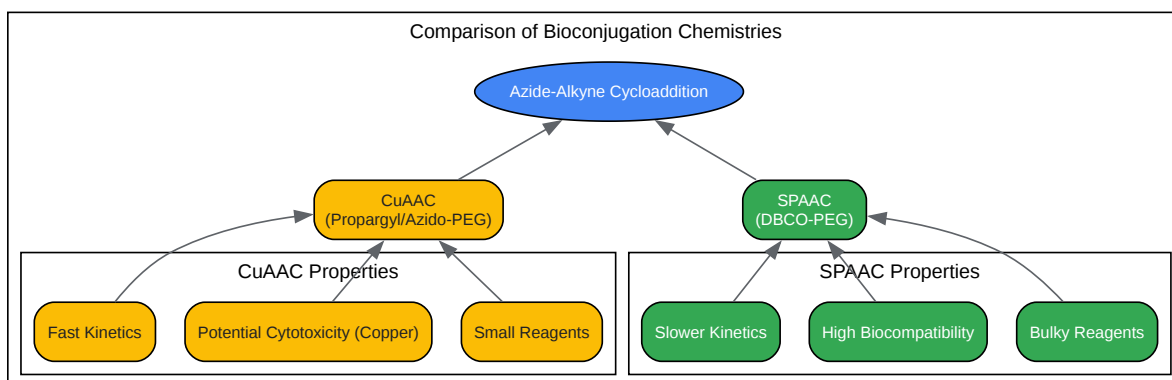 Comparison of Bioconjugation Chemistries
Azide-Alkyne Cycloaddition
CuAAC
(Propargyl/Azido-PEG)
SPAAC
(DBCO-PEG)
CuAAC Properties
SPAAC Properties
Fast Kinetics
Potential Cytotoxicity (Copper)
Small Reagents
Slower Kinetics
High Biocompatibility
Bulky Reagents